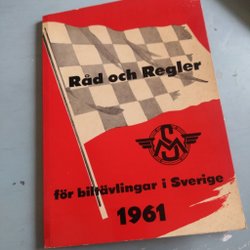 Råd och Regler
för biltävlingar i Sverige
1961